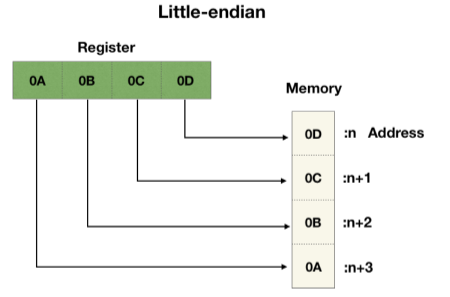 Little-endian
Register
0A 0B 0C 0D
Memory
0D :n Address
0C :n+1
0B :n+2
0A :n+3